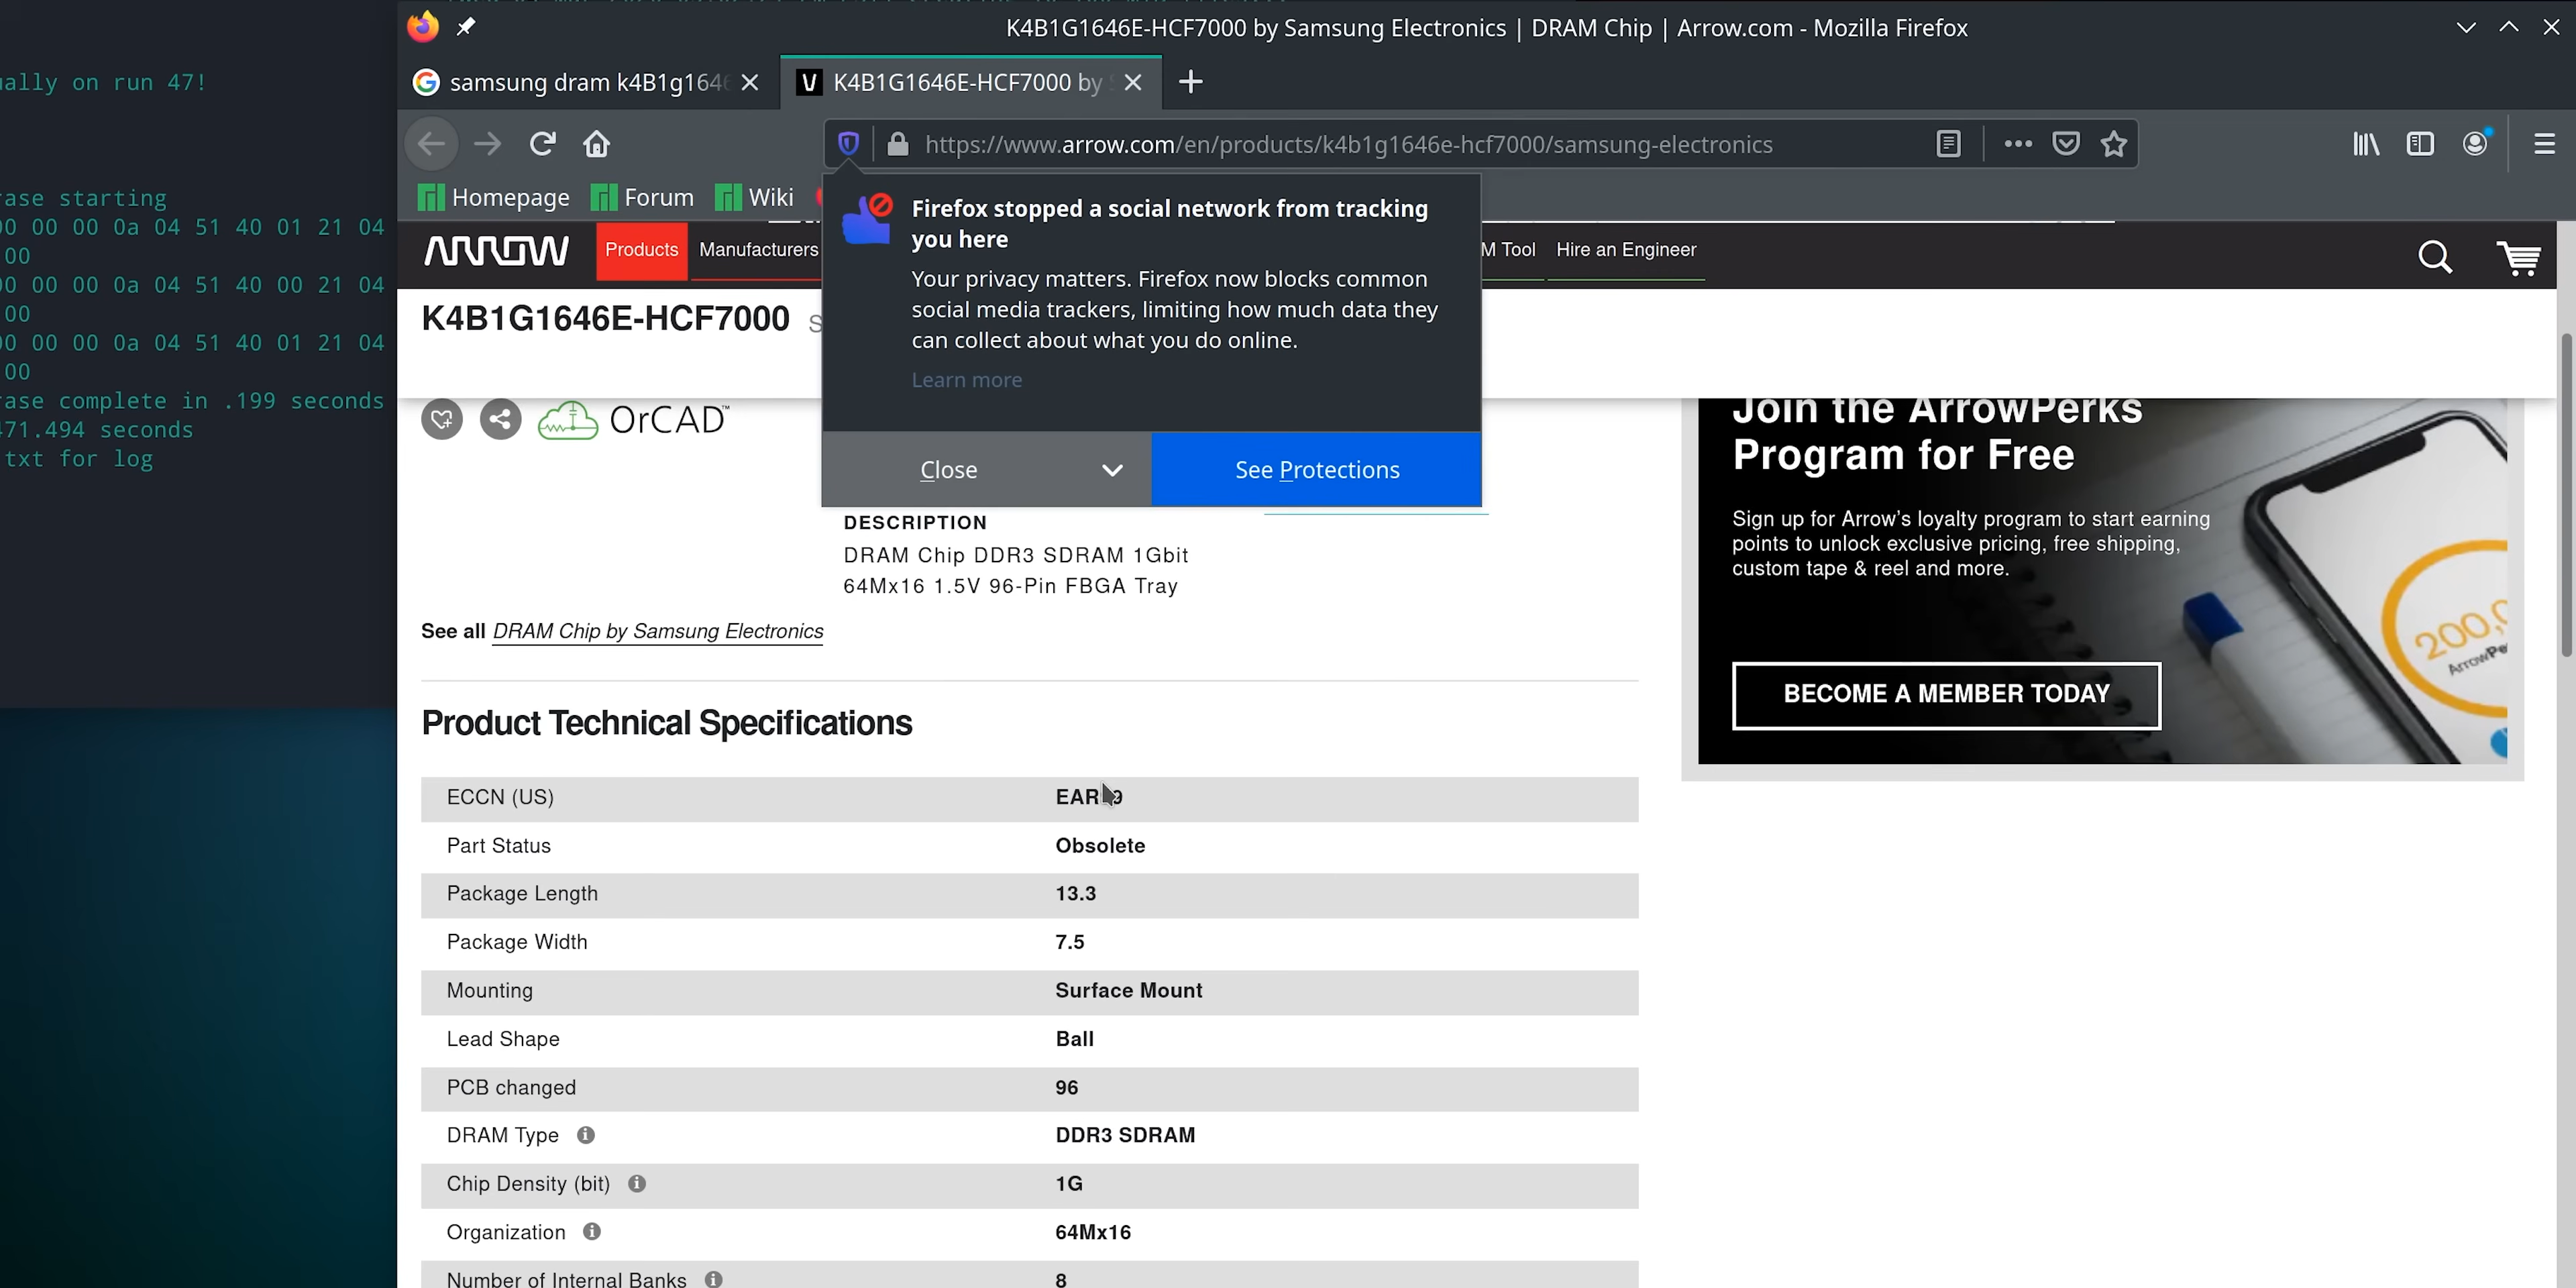 K4B1G1646E-HCF7000 by Samsung Electronics | DRAM Chip | Arrow.com - Mozilla Firefox
samsung dram k4B1g164
K4B1G1646E-HCF7000 by
https://www.arrow.com/en/products/k4b1g1646e-hcf7000/samsung-electronics
Homepage
Forum
Wiki
on run 47!
starting
00 00 0a 04 51 40 01 21 04
00
00 00 0a 04 51 40 00 21 04
00
00 00 0a 04 51 40 01 21 04
00
complete in .199 seconds
471.494 seconds
txt for log
ARROW
Products
Manufacturers
M Tool
Hire an Engineer
Firefox stopped a social network from tracking
you here
Your privacy matters. Firefox now blocks common
social media trackers, limiting how much data they
can collect about what you do online.
Learn more
Close
See Protections
K4B1G1646E-HCF7000
OrCAD™
DESCRIPTION
DRAM Chip DDR3 SDRAM 1Gbit
64Mx16 1.5V 96-Pin FBGA Tray
See all DRAM Chip by Samsung Electronics
Join the ArrowPerks
Program for Free
Sign up for Arrow's loyalty program to start earning
points to unlock exclusive pricing, free shipping,
custom tape & reel and more.
BECOME A MEMBER TODAY
200,0
ArrowPe
Product Technical Specifications
ECCN (US)
Part Status Obsolete
Package Length 13.3
Package Width 7.5
Mounting Surface Mount
Lead Shape Ball
PCB changed 96
DRAM Type DDR3 SDRAM
Chip Density (bit) 1G
Organization 64Mx16
Number of Internal Banks 8